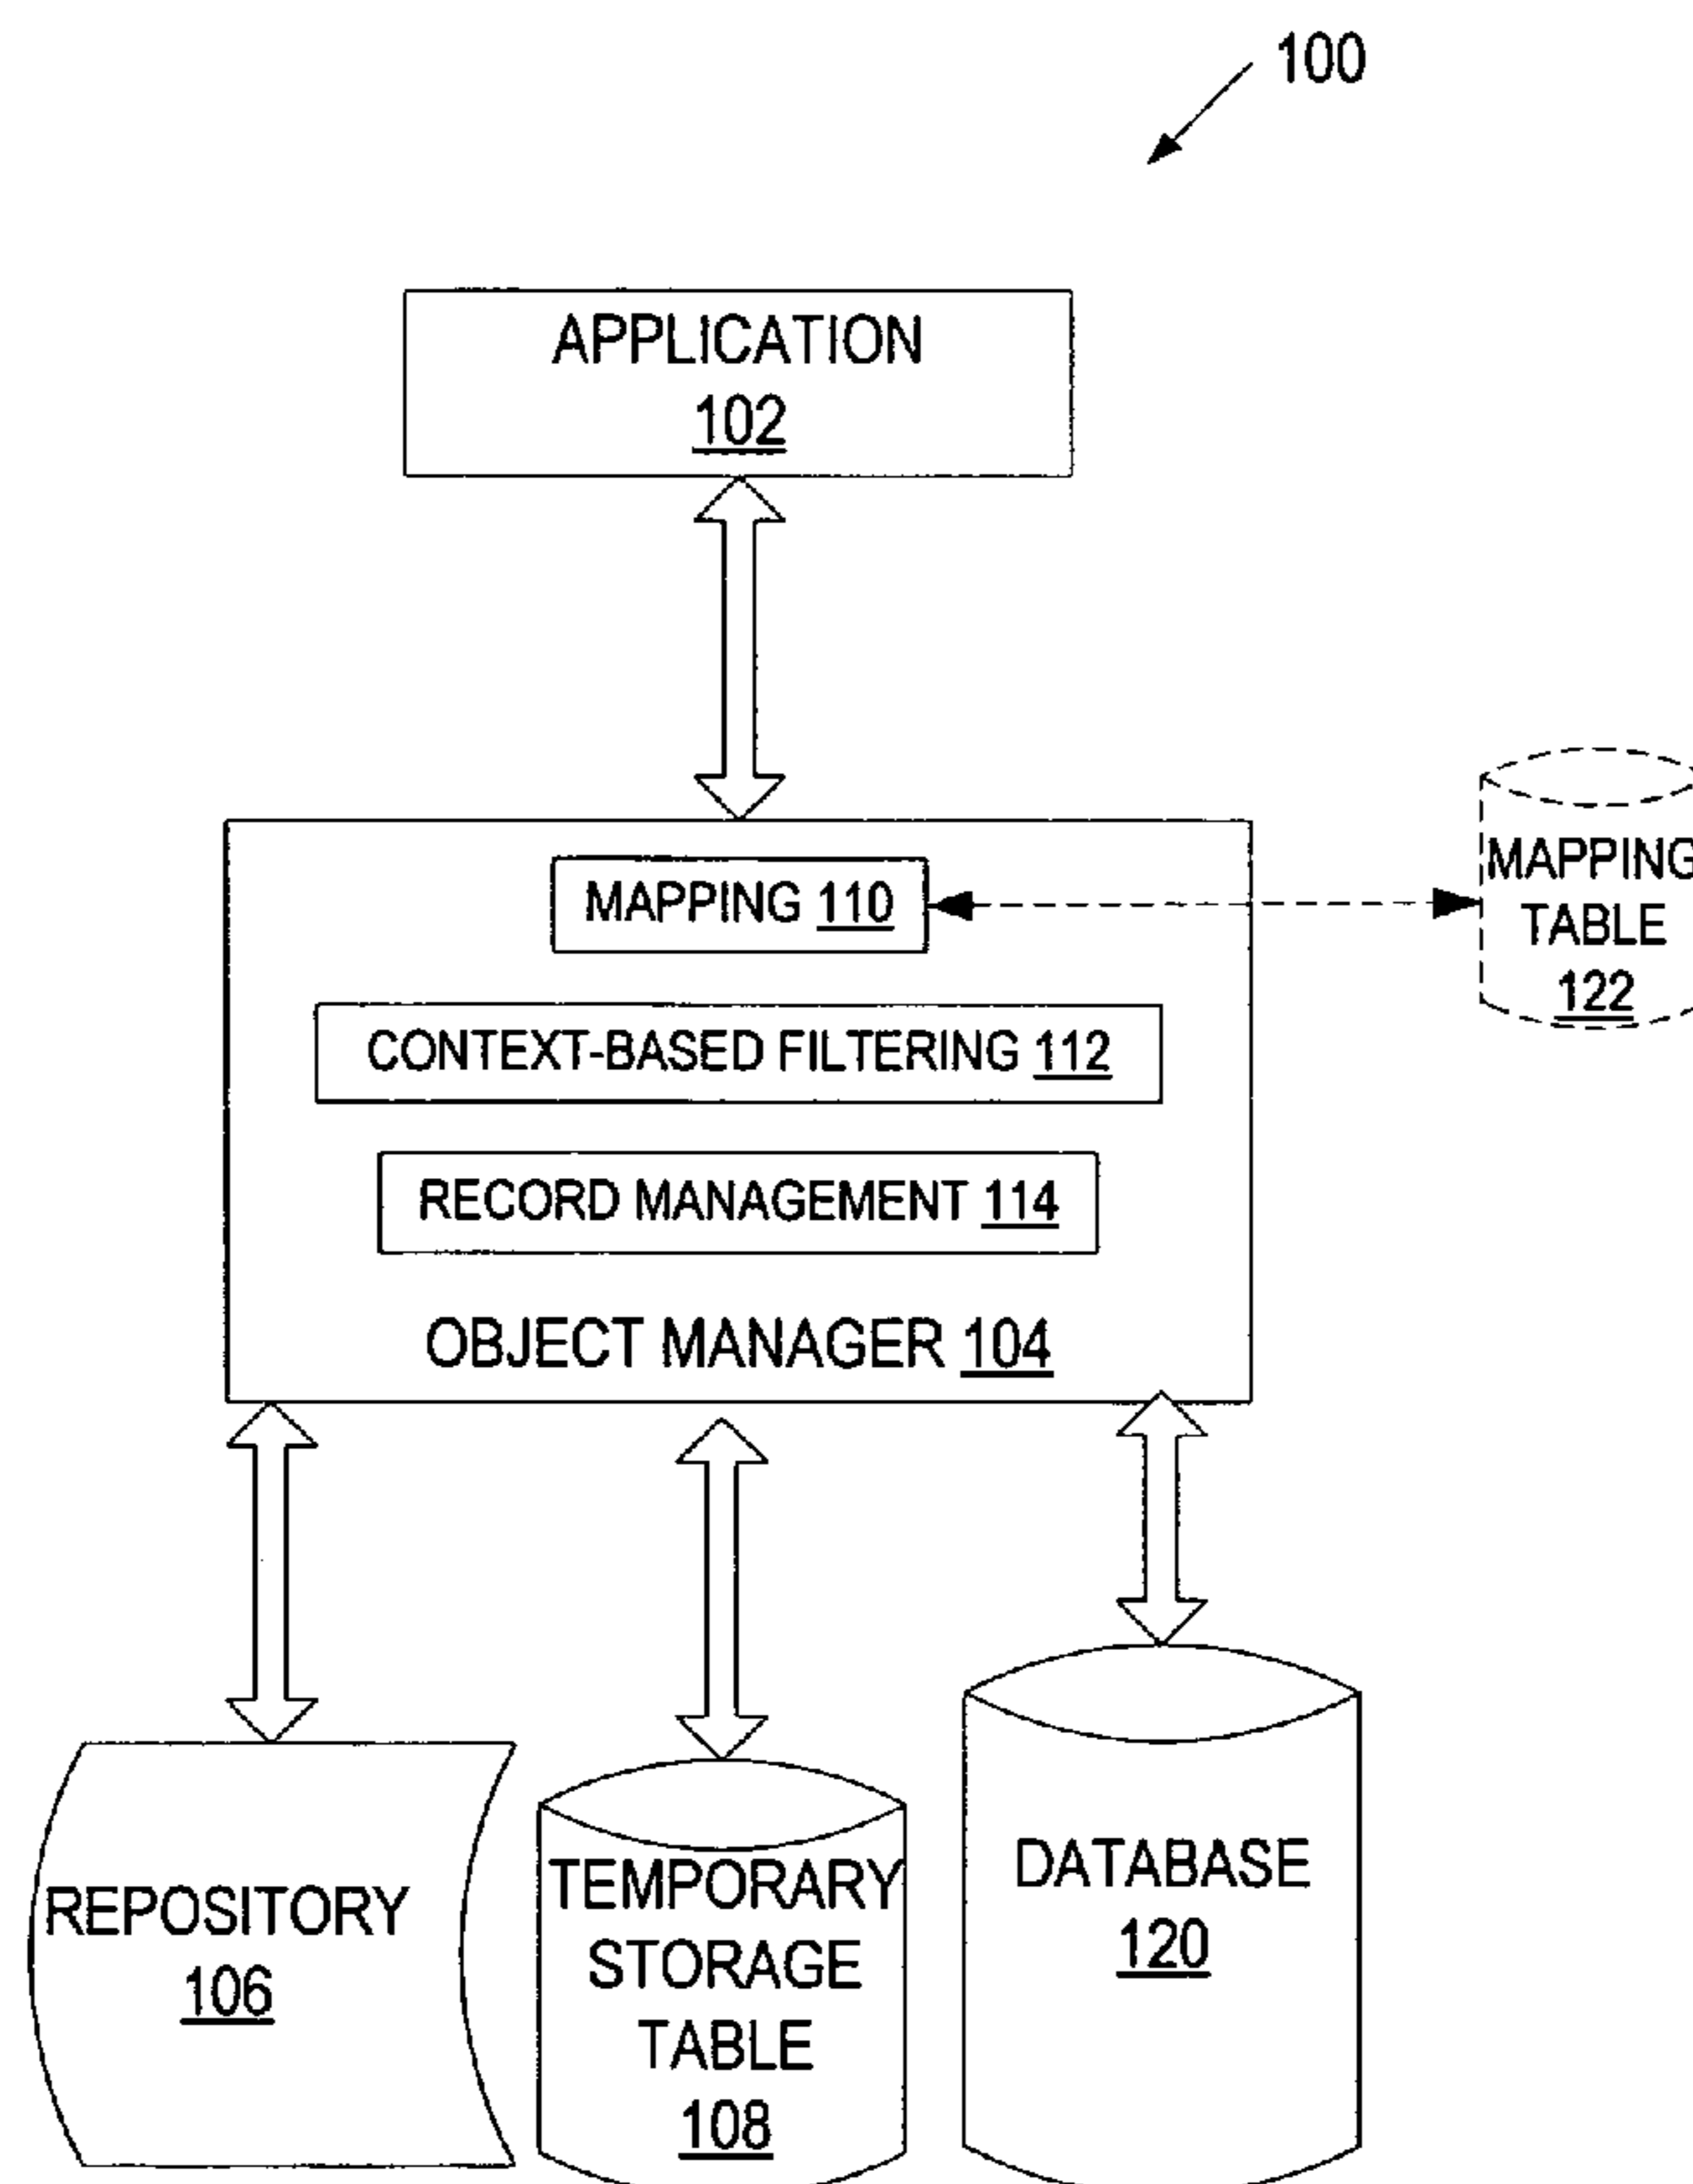 100
APPLICATION
102
MAPPING 110
MAPPING
TABLE
122
CONTEXT-BASED FILTERING 112
RECORD MANAGEMENT 114
OBJECT MANAGER 104
REPOSITORY
106
TEMPORARY
STORAGE
TABLE
108
DATABASE
120